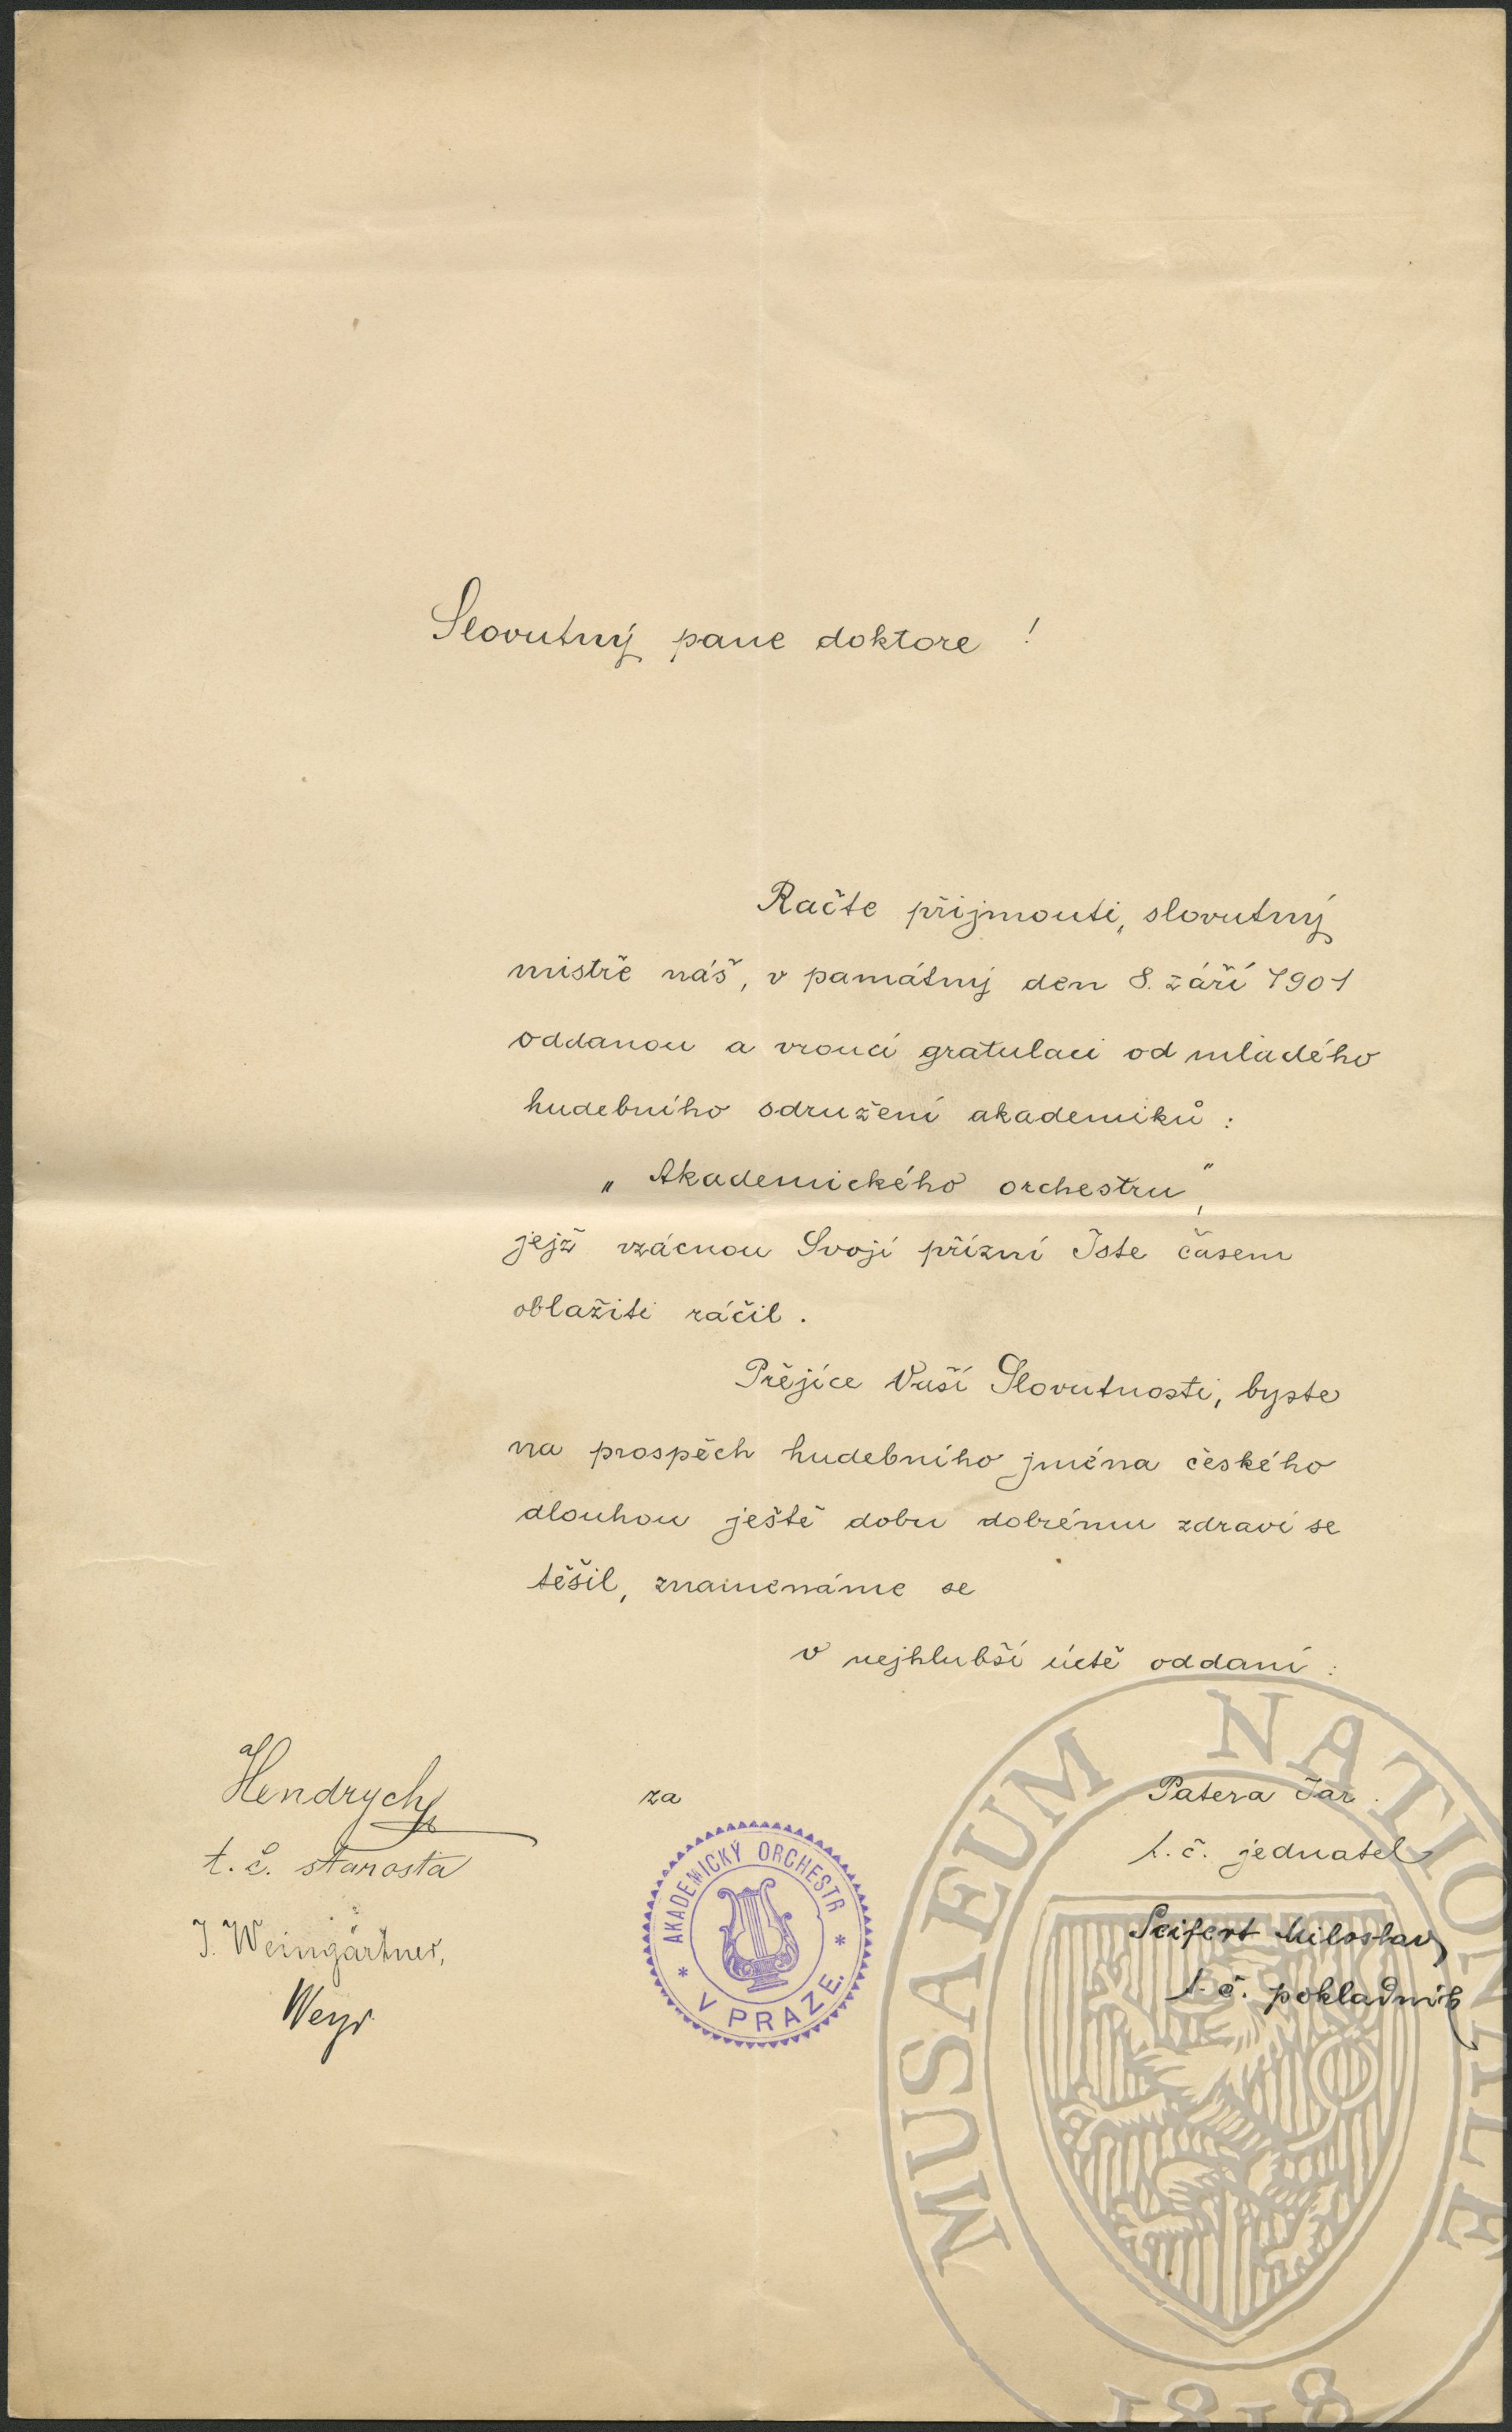 Slovutný pane doktore !
Račte přijmouti, slovutný
mistře náš, v památný den 8. září 1901
oddanou a vroucí gratulaci od mladého
hudebního sdružení akademiků :
„Akademického orchestru“,
jejž vzácnou Svojí přízní Jste časem
oblažiti ráčil .
Přejíce Vaší Slovutnosti, byste
na prospěch hudebního jména českého
dlouhou ještě dobu dobrému zdraví se
těšil, znamenáme se
v nejhlubší úctě oddaní :
Hendrych
t. č. starosta
J. Weingärtner,
Weyr
za
AKADEMICKÝ ORCHESTR
* V PRAZE. *
Patera Jar .
t. č. jednatel
Seifert Miloslav
t. č. pokladník
MUSAEUM NATIONALE
1818